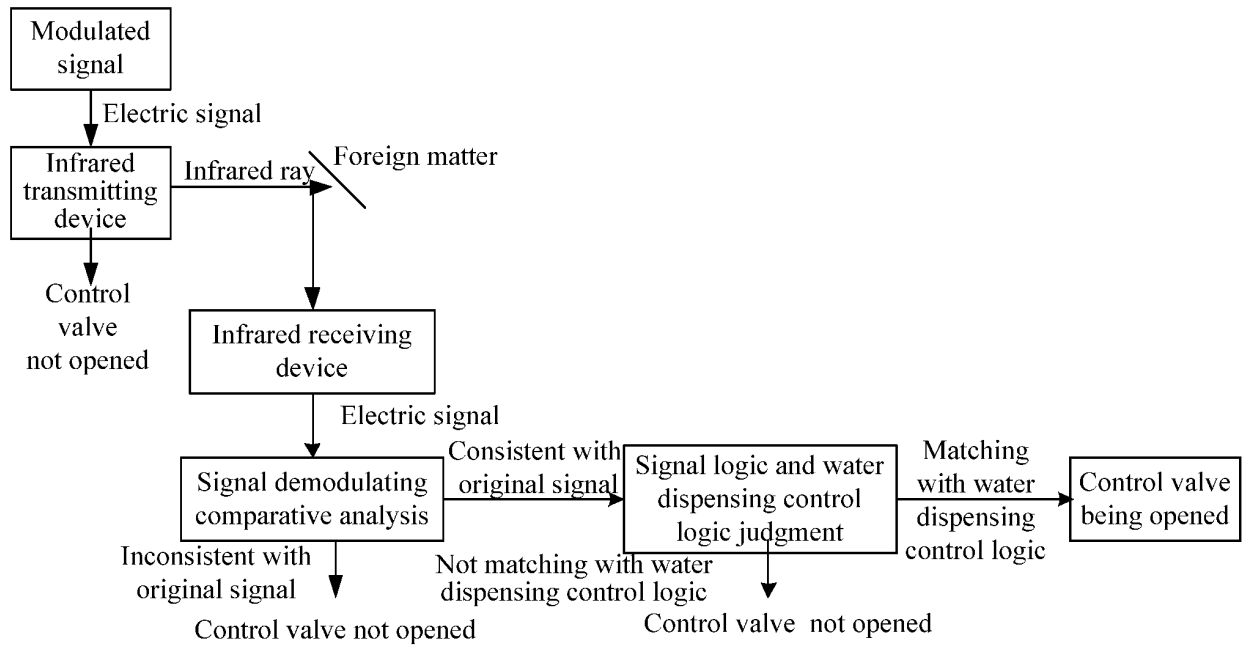 Modulated
signal
Electric signal
Infrared
transmitting
device
Infrared ray
Foreign matter
Control
valve
not opened
Infrared receiving
device
Electric signal
Signal demodulating
comparative analysis
Consistent with
original signal
Signal logic and water
dispensing control
logic judgment
Matching
with water
dispensing
control logic
Control valve
being opened
Inconsistent with
original signal
Control valve not opened
Not matching with water
dispensing control logic
Control valve not opened